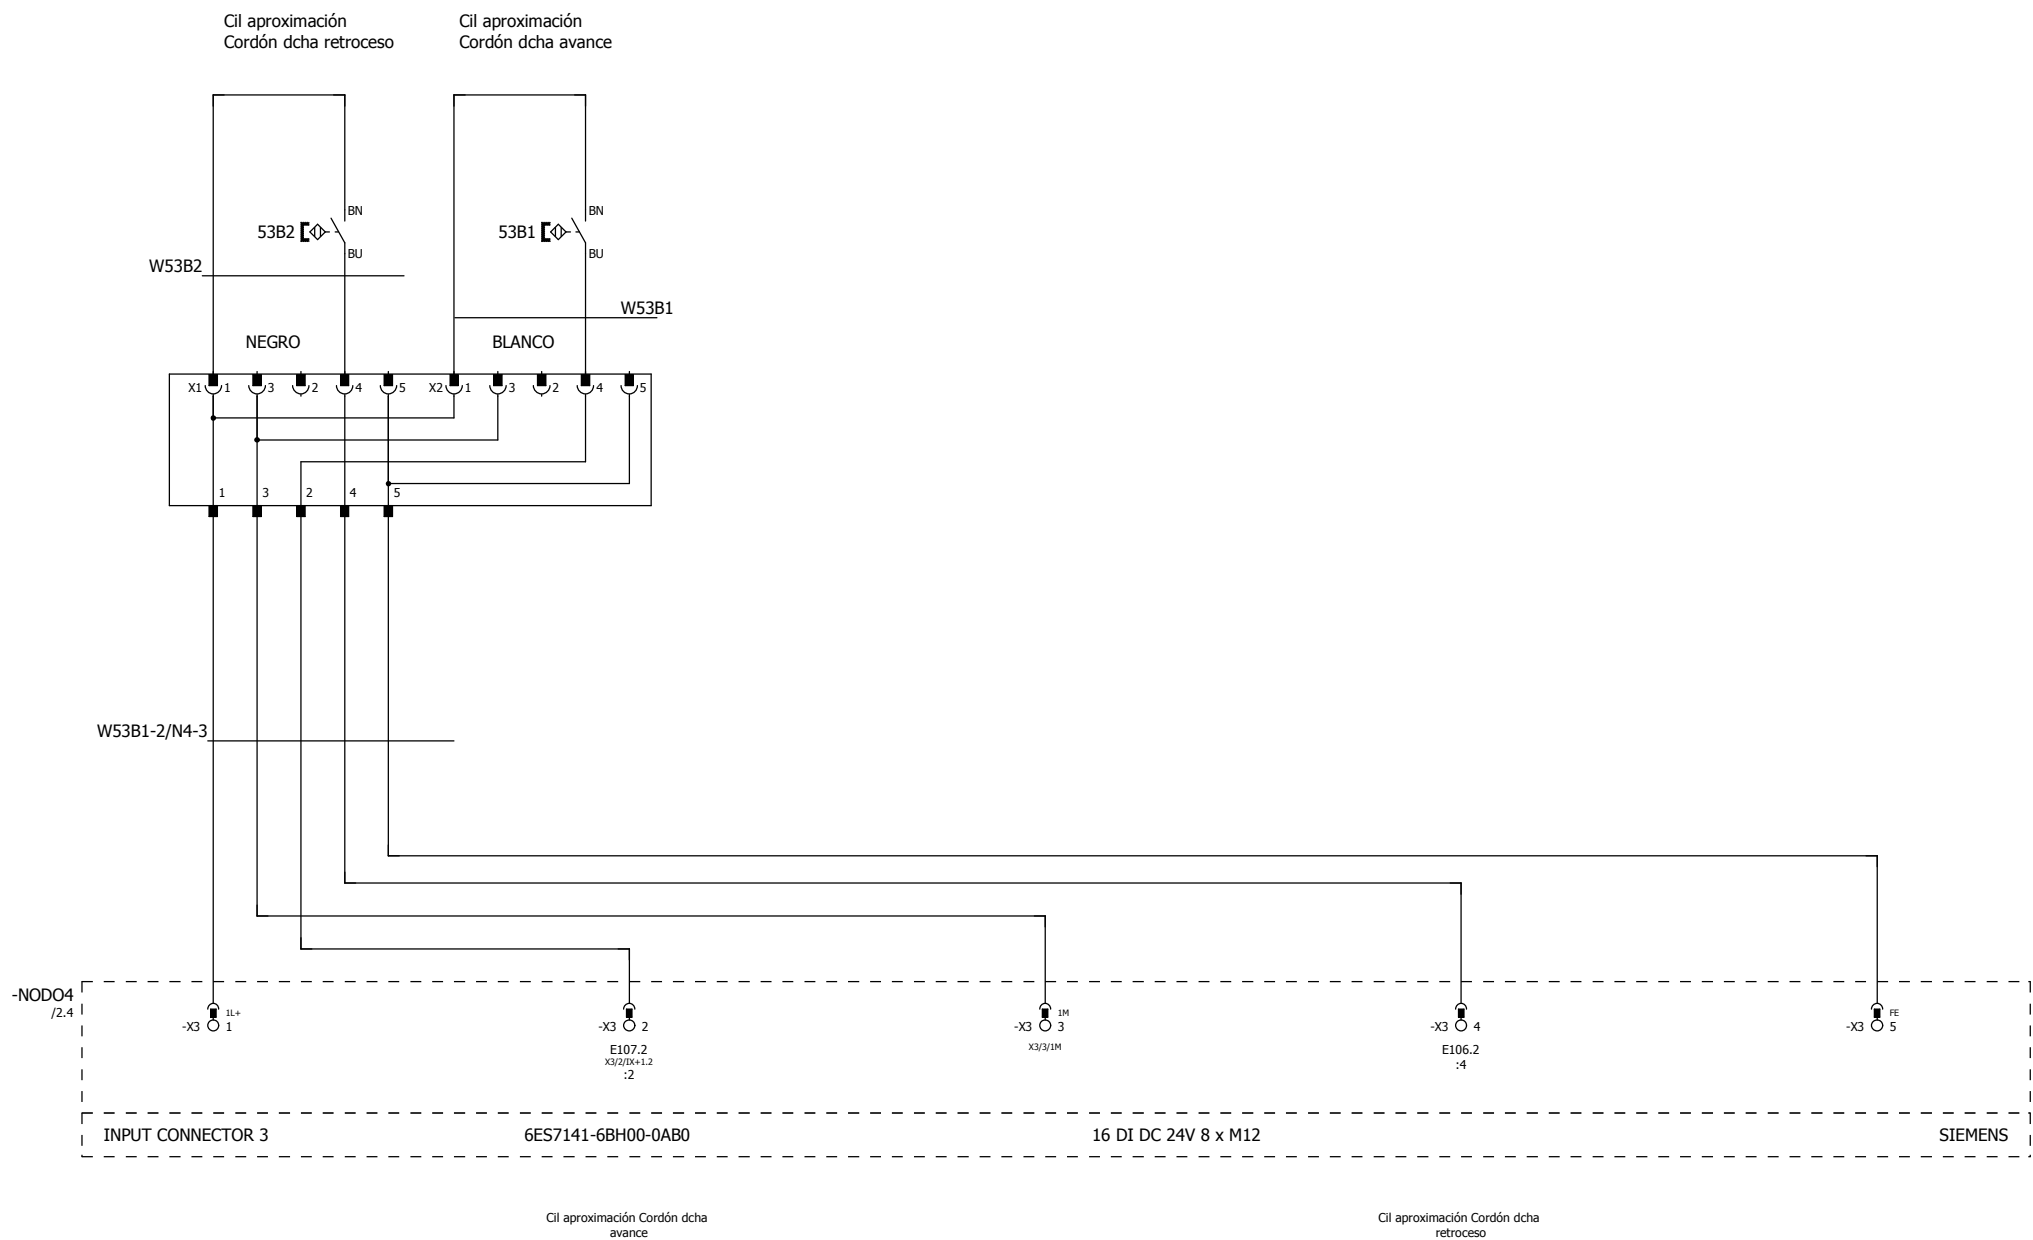 Cil aproximación
Cordón dcha retroceso
Cil aproximación
Cordón dcha avance
BN
53B2
BU
W53B2
BN
53B1
BU
W53B1
NEGRO
BLANCO
X1 1 3 2 4 5 X2 1 3 2 4 5
1 3 2 4 5
W53B1-2/N4-3
-NODO4
/2.4
1L+
-X3 1
-X3 2
E107.2
X3/2/IX+1.2
:2
1M
-X3 3
X3/3/1M
-X3 4
E106.2
:4
FE
-X3 5
INPUT CONNECTOR 3 6ES7141-6BH00-0AB0 16 DI DC 24V 8 x M12 SIEMENS
Cil aproximación Cordón dcha
avance
Cil aproximación Cordón dcha
retroceso